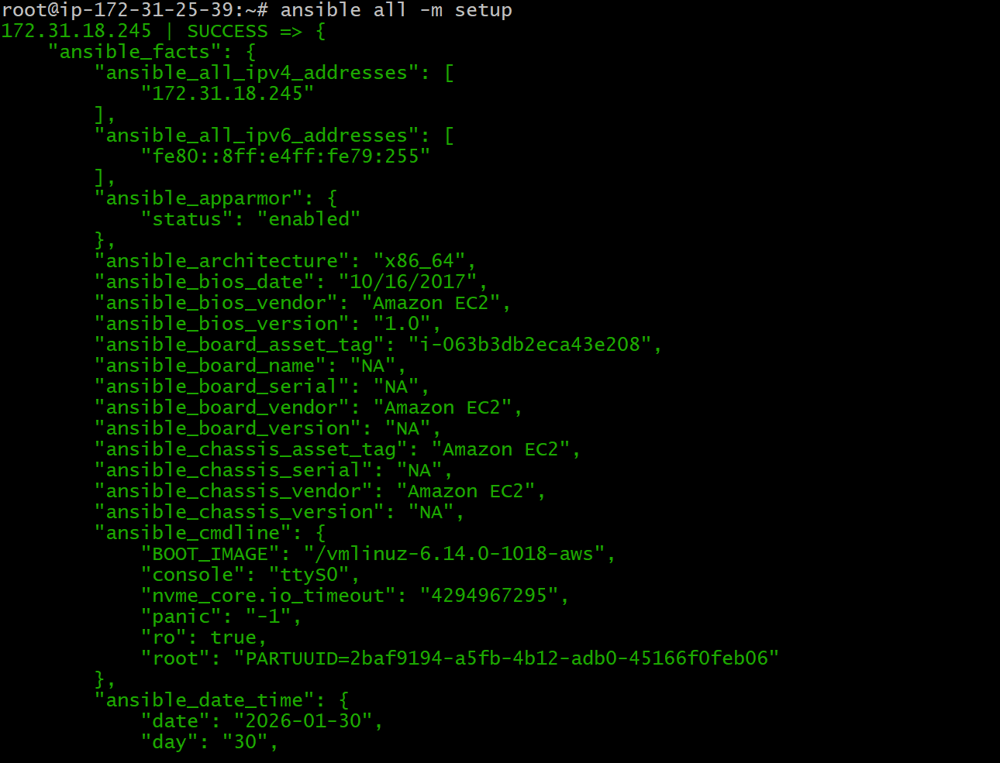 root@ip-172-31-25-39:~# ansible all -m setup
172.31.18.245 | SUCCESS => {
    "ansible_facts": {
        "ansible_all_ipv4_addresses": [
            "172.31.18.245"
        ],
        "ansible_all_ipv6_addresses": [
            "fe80::8ff:e4ff:fe79:255"
        ],
        "ansible_apparmor": {
            "status": "enabled"
        },
        "ansible_architecture": "x86_64",
        "ansible_bios_date": "10/16/2017",
        "ansible_bios_vendor": "Amazon EC2",
        "ansible_bios_version": "1.0",
        "ansible_board_asset_tag": "i-063b3db2eca43e208",
        "ansible_board_name": "NA",
        "ansible_board_serial": "NA",
        "ansible_board_vendor": "Amazon EC2",
        "ansible_board_version": "NA",
        "ansible_chassis_asset_tag": "Amazon EC2",
        "ansible_chassis_serial": "NA",
        "ansible_chassis_vendor": "Amazon EC2",
        "ansible_chassis_version": "NA",
        "ansible_cmdline": {
            "BOOT_IMAGE": "/vmlinuz-6.14.0-1018-aws",
            "console": "ttyS0",
            "nvme_core.io_timeout": "4294967295",
            "panic": "-1",
            "ro": true,
            "root": "PARTUUID=2baf9194-a5fb-4b12-adb0-45166f0feb06"
        },
        "ansible_date_time": {
            "date": "2026-01-30",
            "day": "30",